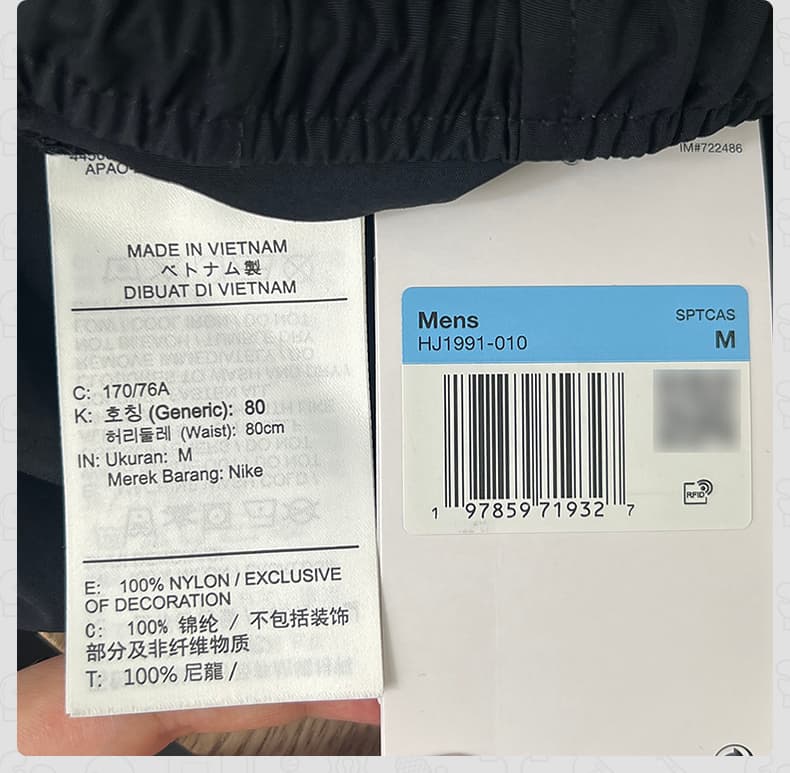 MADE IN VIETNAM
ベトナム製
DIBUAT DI VIETNAM
C: 170/76A
K: 호칭 (Generic): 80
허리둘레 (Waist): 80cm
IN: Ukuran: M
Merek Barang: Nike
E: 100% NYLON / EXCLUSIVE
OF DECORATION
C: 100% 锦纶 / 不包括装饰
部分及非纤维物质
T: 100% 尼龍 /
IM#722486
Mens
SPTCAS
HJ1991-010
M
RFID
1 97859 71932 7